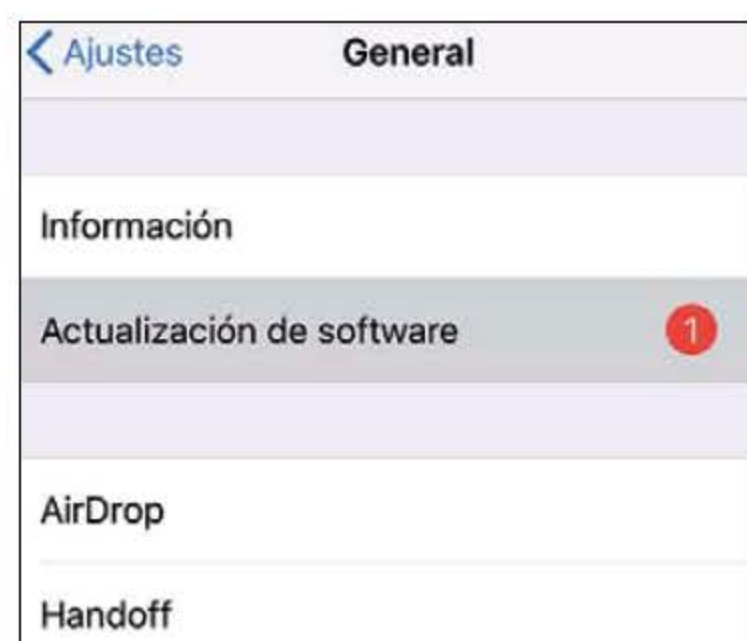 Ajustes General
Información
Actualización de software 1
AirDrop
Handoff